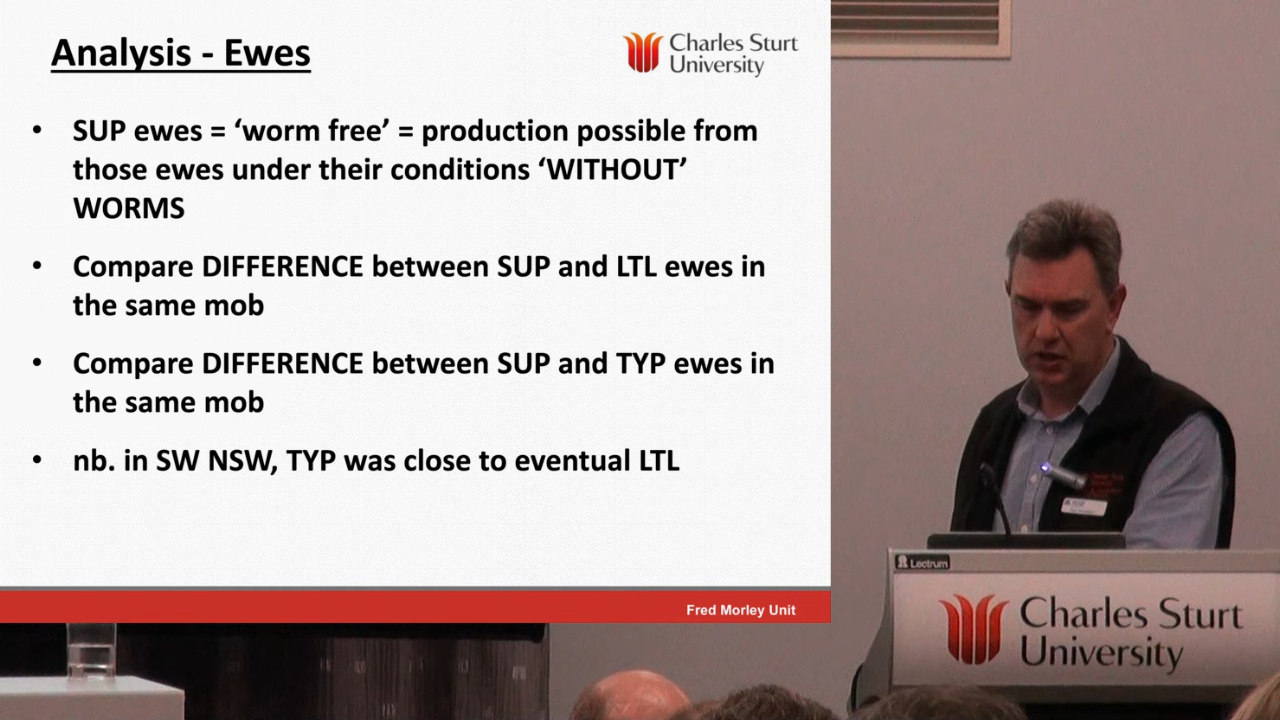 Analysis - Ewes
Charles Sturt
University
• SUP ewes = ‘worm free’ = production possible from
those ewes under their conditions ‘WITHOUT’
WORMS
• Compare DIFFERENCE between SUP and LTL ewes in
the same mob
• Compare DIFFERENCE between SUP and TYP ewes in
the same mob
• nb. in SW NSW, TYP was close to eventual LTL
Fred Morley Unit
Lectrum
Charles Sturt
University